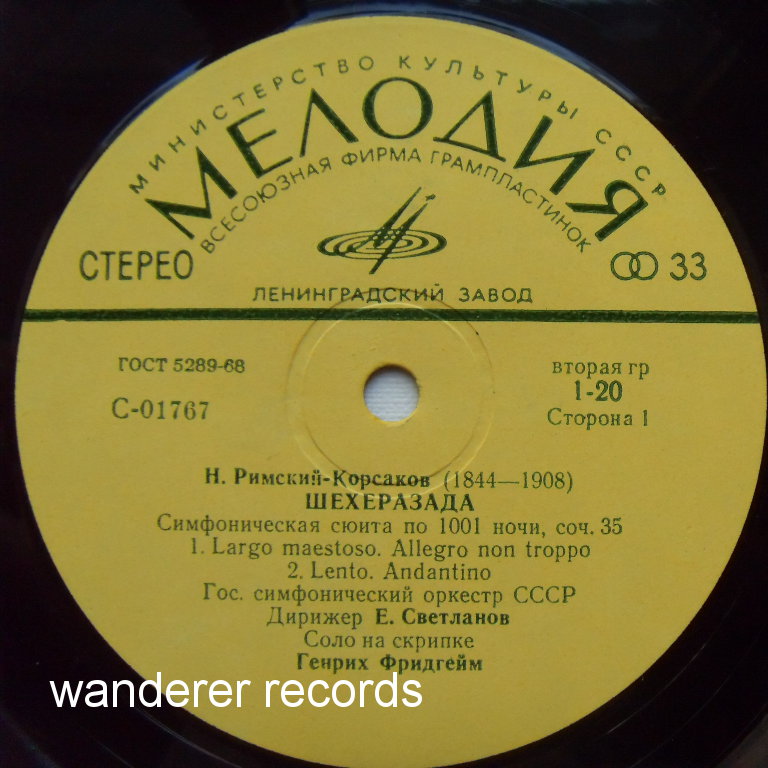 МИНИСТЕРСТВО КУЛЬТУРЫ СССР
МЕЛОДИЯ
ВСЕСОЮЗНАЯ ФИРМА ГРАМПЛАСТИНОК
СТЕРЕО
33
ЛЕНИНГРАДСКИЙ ЗАВОД
ГОСТ 5289-68
вторая гр
С-01767
1-20
Сторона 1
Н. Римский-Корсаков (1844—1908)
ШЕХЕРАЗАДА
Симфоническая сюита по 1001 ночи, соч. 35
1. Largo maestoso. Allegro non troppo
2. Lento. Andantino
Гос. симфонический оркестр СССР
Дирижер Е. Светланов
Соло на скрипке
Генрих Фридгейм
wanderer records